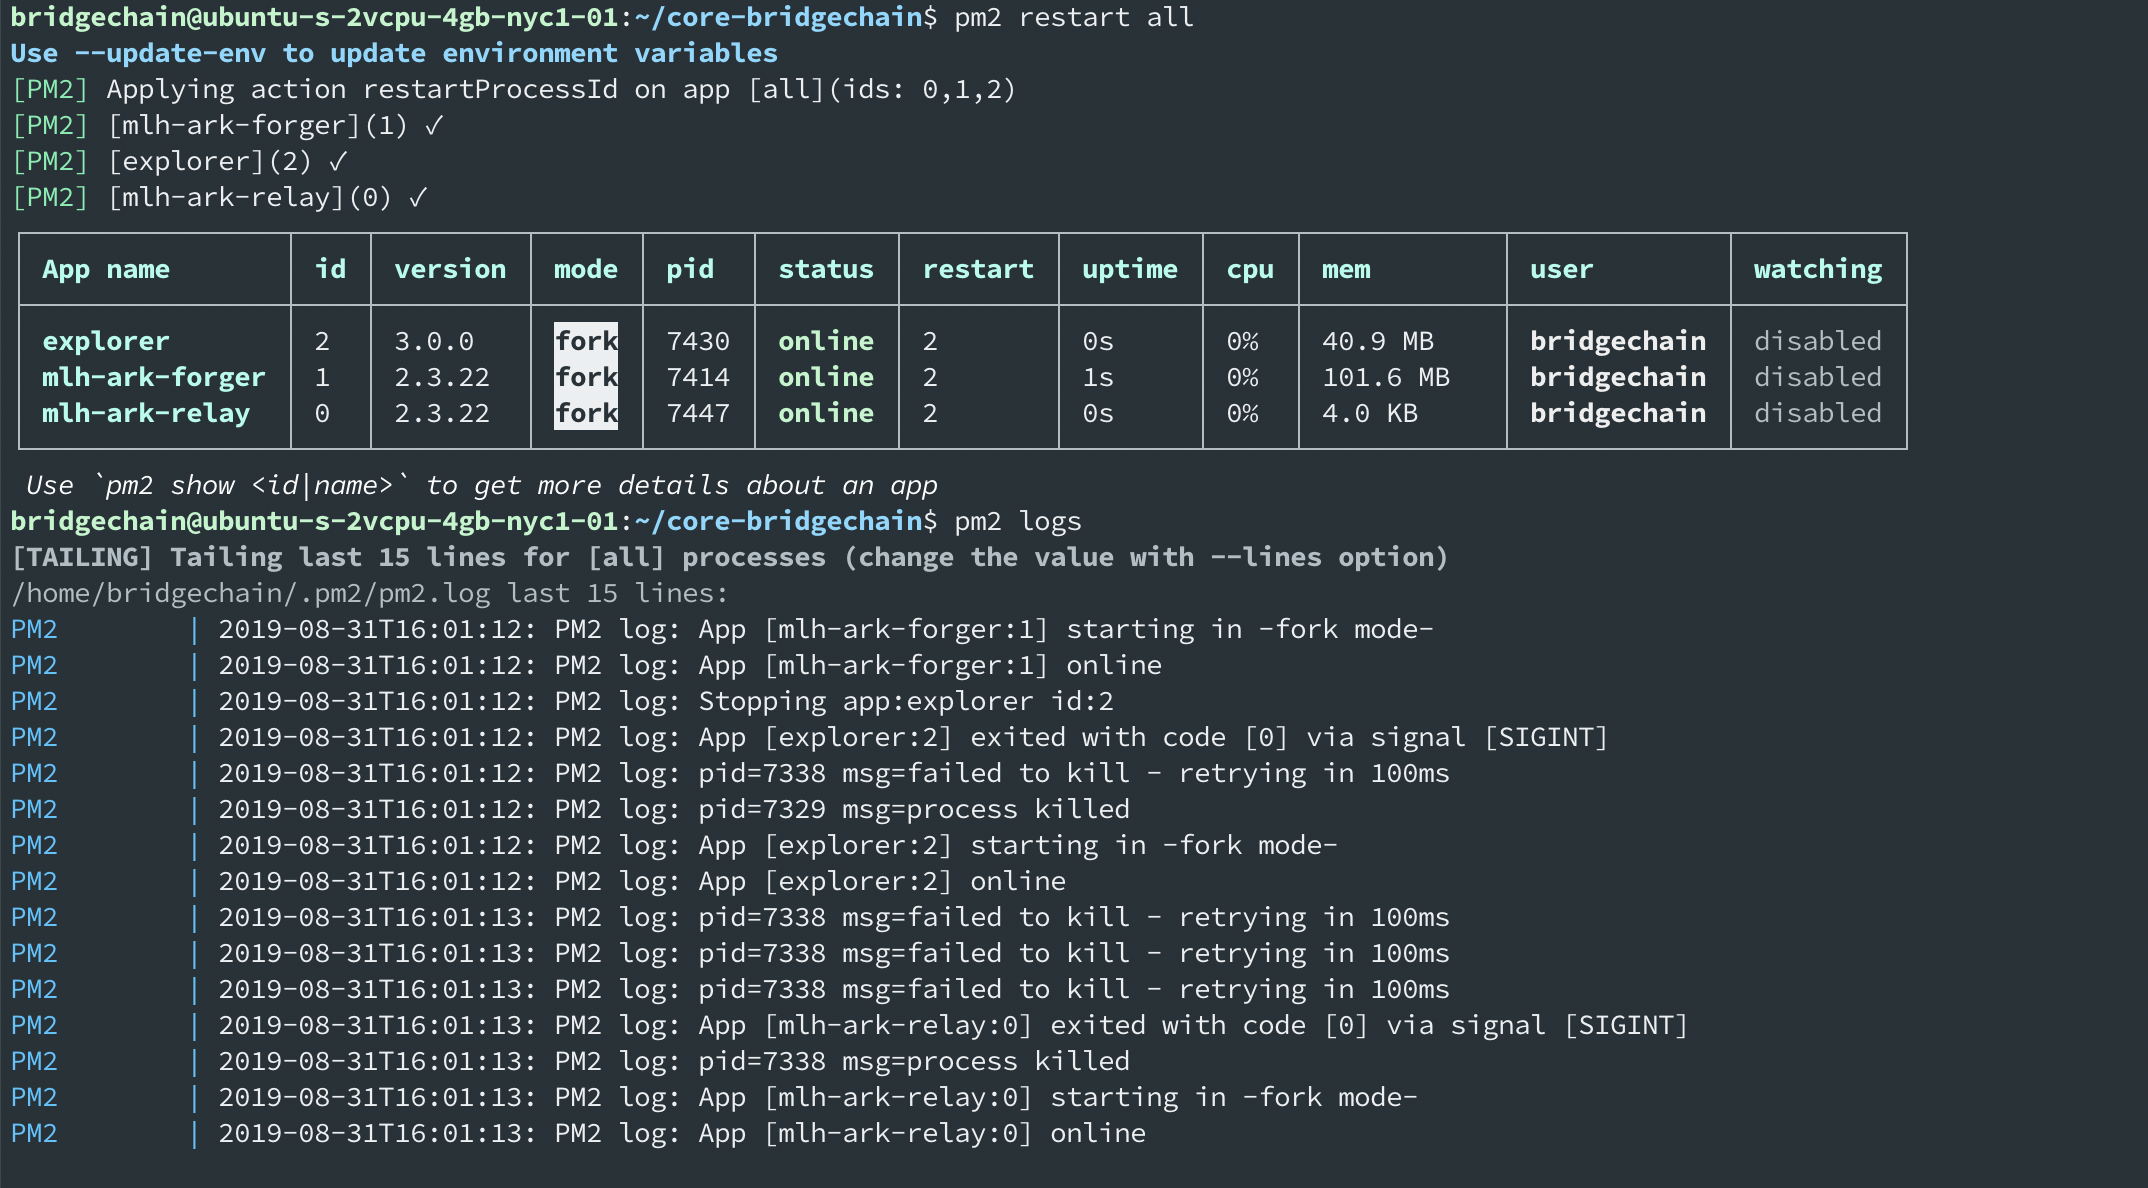 bridgechain@ubuntu-s-2vcpu-4gb-nyc1-01:~/core-bridgechain$ pm2 restart all
Use --update-env to update environment variables
[PM2] Applying action restartProcessId on app [all](ids: 0,1,2)
[PM2] [mlh-ark-forger](1) ✓
[PM2] [explorer](2) ✓
[PM2] [mlh-ark-relay](0) ✓
App name id version mode pid status restart uptime cpu mem user watching
explorer 2 3.0.0 fork 7430 online 2 0s 0% 40.9 MB bridgechain disabled
mlh-ark-forger 1 2.3.22 fork 7414 online 2 1s 0% 101.6 MB bridgechain disabled
mlh-ark-relay 0 2.3.22 fork 7447 online 2 0s 0% 4.0 KB bridgechain disabled
Use `pm2 show <id|name>` to get more details about an app
bridgechain@ubuntu-s-2vcpu-4gb-nyc1-01:~/core-bridgechain$ pm2 logs
[TAILING] Tailing last 15 lines for [all] processes (change the value with --lines option)
/home/bridgechain/.pm2/pm2.log last 15 lines:
PM2 | 2019-08-31T16:01:12: PM2 log: App [mlh-ark-forger:1] starting in -fork mode-
PM2 | 2019-08-31T16:01:12: PM2 log: App [mlh-ark-forger:1] online
PM2 | 2019-08-31T16:01:12: PM2 log: Stopping app:explorer id:2
PM2 | 2019-08-31T16:01:12: PM2 log: App [explorer:2] exited with code [0] via signal [SIGINT]
PM2 | 2019-08-31T16:01:12: PM2 log: pid=7338 msg=failed to kill - retrying in 100ms
PM2 | 2019-08-31T16:01:12: PM2 log: pid=7329 msg=process killed
PM2 | 2019-08-31T16:01:12: PM2 log: App [explorer:2] starting in -fork mode-
PM2 | 2019-08-31T16:01:12: PM2 log: App [explorer:2] online
PM2 | 2019-08-31T16:01:13: PM2 log: pid=7338 msg=failed to kill - retrying in 100ms
PM2 | 2019-08-31T16:01:13: PM2 log: pid=7338 msg=failed to kill - retrying in 100ms
PM2 | 2019-08-31T16:01:13: PM2 log: pid=7338 msg=failed to kill - retrying in 100ms
PM2 | 2019-08-31T16:01:13: PM2 log: App [mlh-ark-relay:0] exited with code [0] via signal [SIGINT]
PM2 | 2019-08-31T16:01:13: PM2 log: pid=7338 msg=process killed
PM2 | 2019-08-31T16:01:13: PM2 log: App [mlh-ark-relay:0] starting in -fork mode-
PM2 | 2019-08-31T16:01:13: PM2 log: App [mlh-ark-relay:0] online